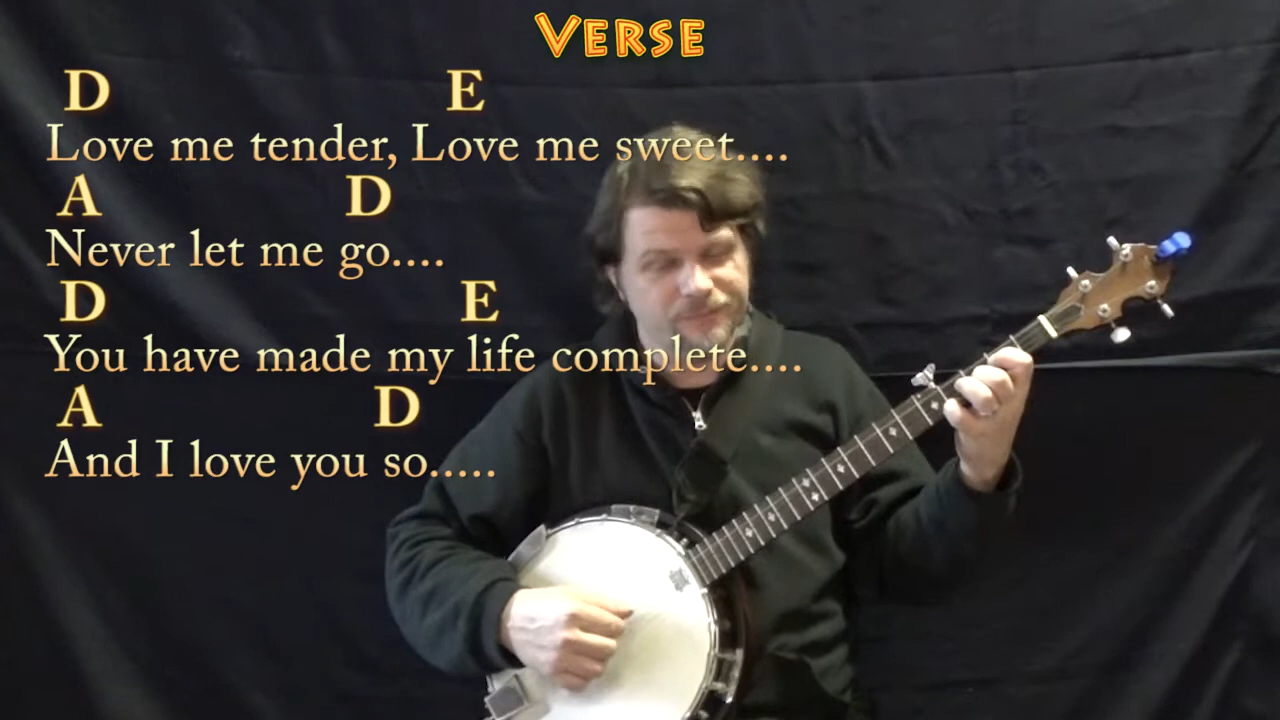 VERSE
D E
Love me tender, Love me sweet....
A D
Never let me go....
D E
You have made my life complete....
A D
And I love you so.....